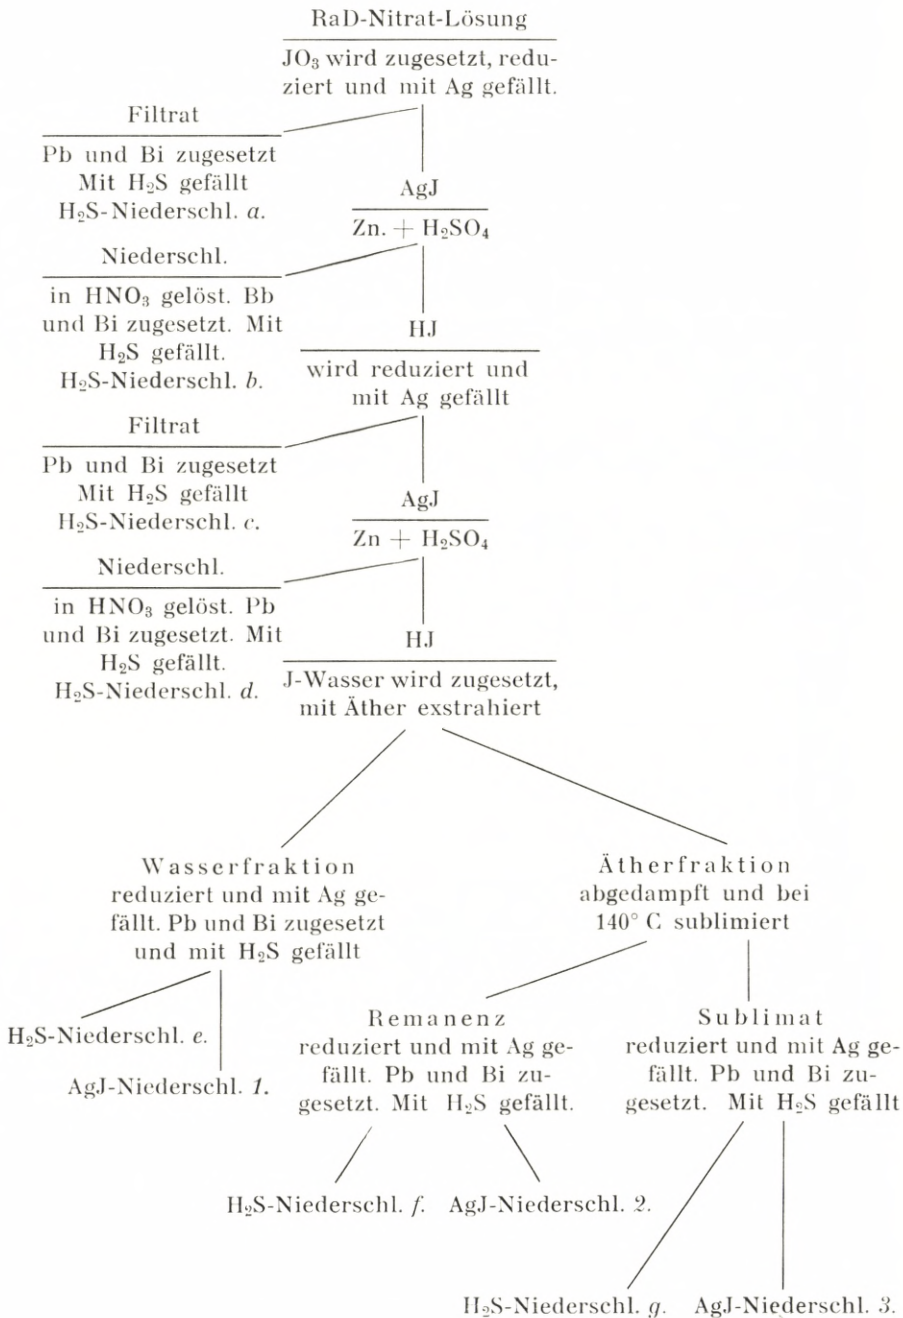 RaD-Nitrat-Lösung
JO₃ wird zugesetzt, redu-
ziert und mit Ag gefällt.
Filtrat
Pb und Bi zugesetzt
Mit H₂S gefällt
H₂S-Niederschl. a.
AgJ
Zn. + H₂SO₄
Niederschl.
in HNO₃ gelöst. Bb
und Bi zugesetzt. Mit
H₂S gefällt.
H₂S-Niederschl. b.
HJ
wird reduziert und
mit Ag gefällt
Filtrat
Pb und Bi zugesetzt
Mit H₂S gefällt
H₂S-Niederschl. c.
AgJ
Zn + H₂SO₄
Niederschl.
in HNO₃ gelöst. Pb
und Bi zugesetzt. Mit
H₂S gefällt.
H₂S-Niederschl. d.
HJ
J-Wasser wird zugesetzt,
mit Äther exstrahiert
Wasserfraktion
reduziert und mit Ag ge-
fällt. Pb und Bi zugesetzt
und mit H₂S gefällt
H₂S-Niederschl. e.
AgJ-Niederschl. 1.
Ätherfraktion
abgedampft und bei
140° C sublimiert
Remanenz
reduziert und mit Ag ge-
fällt. Pb und Bi zu-
gesetzt. Mit H₂S gefällt.
H₂S-Niederschl. f. AgJ-Niederschl. 2.
Sublimat
reduziert und mit Ag ge-
fällt. Pb und Bi zu-
gesetzt. Mit H₂S gefällt
H₂S-Niederschl. g. AgJ-Niederschl. 3.